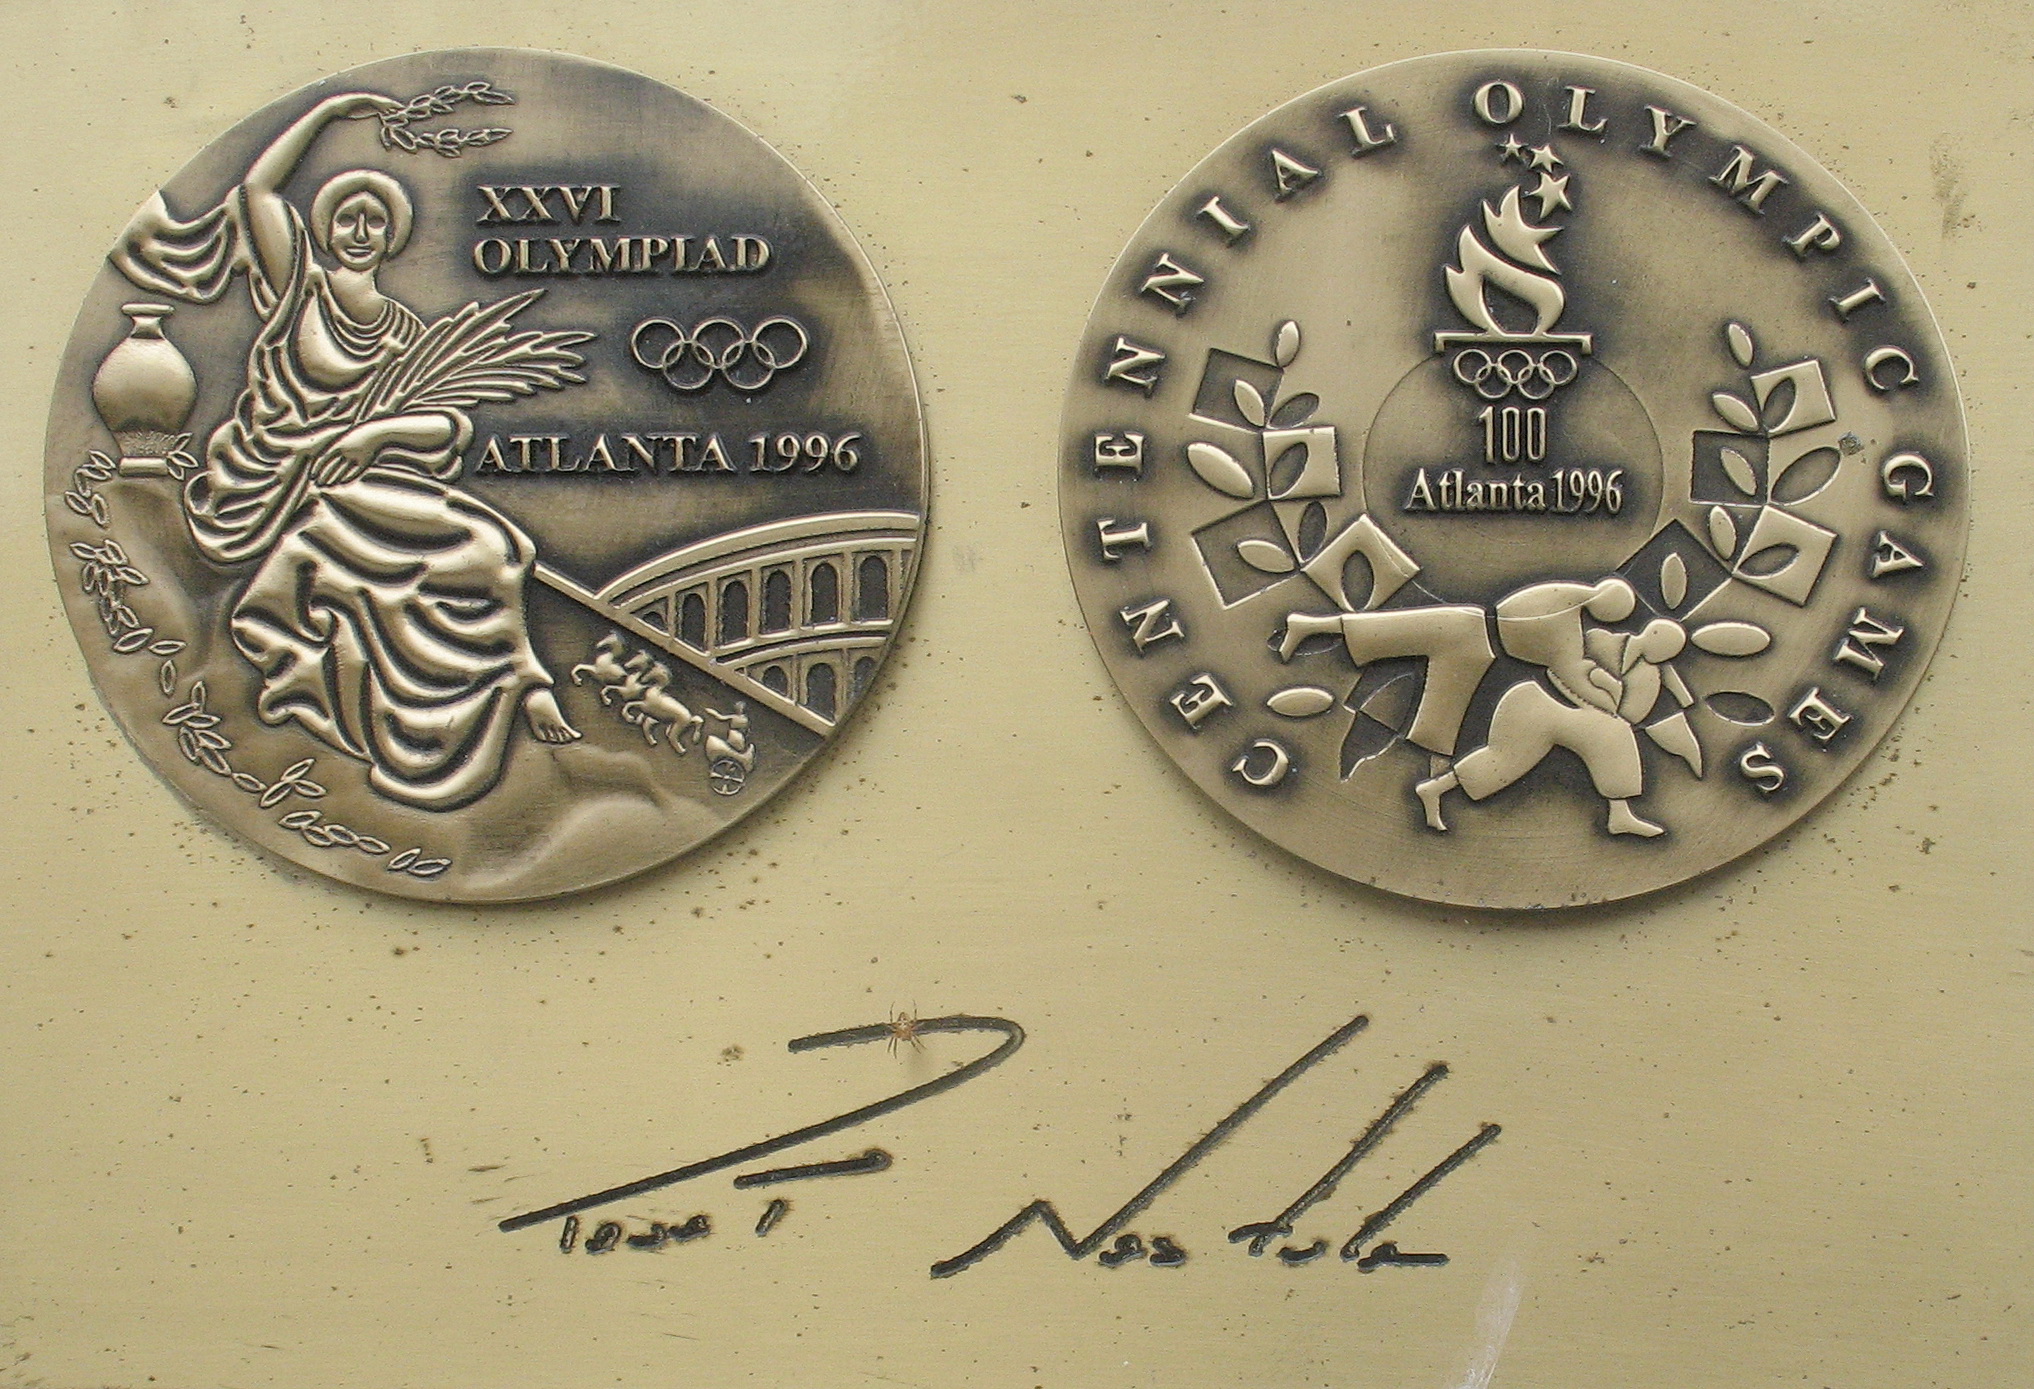 XXVI
OLYMPIAD
ATLANTA 1996
CENTENNIAL OLYMPIC GAMES
100
Atlanta 1996